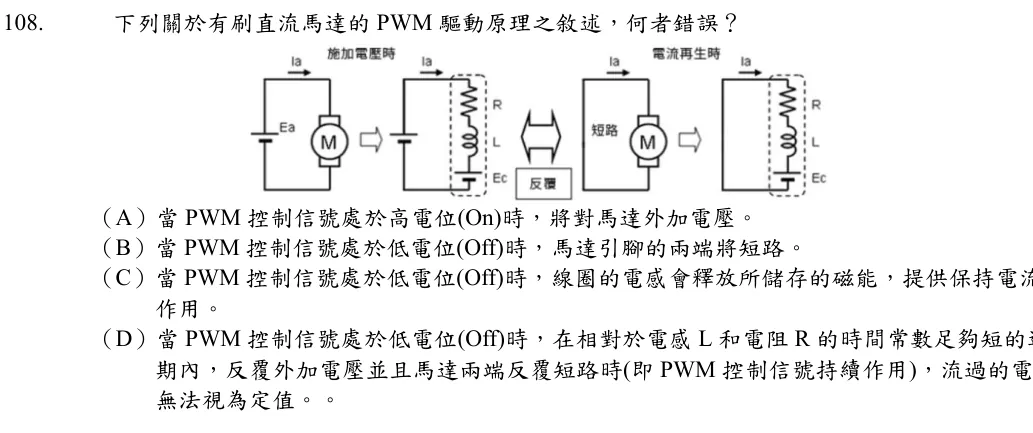 108. 下列關於有刷直流馬達的 PWM 驅動原理之敘述，何者錯誤？
施加電壓時
電流再生時
Ia
Ia
Ia
Ia
Ea
M
R
L
Ec
反覆
短路
M
R
L
Ec
（A）當 PWM 控制信號處於高電位(On)時，將對馬達外加電壓。
（B）當 PWM 控制信號處於低電位(Off)時，馬達引腳的兩端將短路。
（C）當 PWM 控制信號處於低電位(Off)時，線圈的電感會釋放所儲存的磁能，提供保持電流
作用。
（D）當 PWM 控制信號處於低電位(Off)時，在相對於電感 L 和電阻 R 的時間常數足夠短的
期內，反覆外加電壓並且馬達兩端反覆短路時(即 PWM 控制信號持續作用)，流過的電
無法視為定值。。